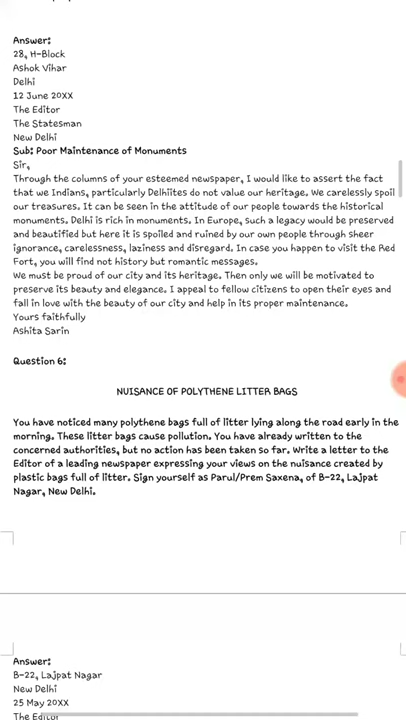 Answer:
28, H-Block
Ashok Vihar
Delhi
12 June 20XX
The Editor
The Statesman
New Delhi
Sub: Poor Maintenance of Monuments
Sir,
Through the columns of your esteemed newspaper, I would like to assert the fact
that we Indians, particularly Delhiites do not value our heritage. We carelessly spoil
our treasures. It can be seen in the attitude of our people towards the historical
monuments. Delhi is rich in monuments. In Europe, such a legacy would be preserved
and beautified but here it is spoiled and ruined by our own people through sheer
ignorance, carelessness, laziness and disregard. In case you happen to visit the Red
Fort, you will find not history but romantic messages.
We must be proud of our city and its heritage. Then only we will be motivated to
preserve its beauty and elegance. I appeal to fellow citizens to open their eyes and
fall in love with the beauty of our city and help in its proper maintenance.
Yours faithfully
Ashita Sarin
Question 6:
NUISANCE OF POLYTHENE LITTER BAGS
You have noticed many polythene bags full of litter lying along the road early in the
morning. These litter bags cause pollution. You have already written to the
concerned authorities, but no action has been taken so far. Write a letter to the
Editor of a leading newspaper expressing your views on the nuisance created by
plastic bags full of litter. Sign yourself as Parul/Prem Saxena, of B-22, Lajpat
Nagar, New Delhi.
Answer:
B-22, Lajpat Nagar
New Delhi
25 May 20XX
The Editor